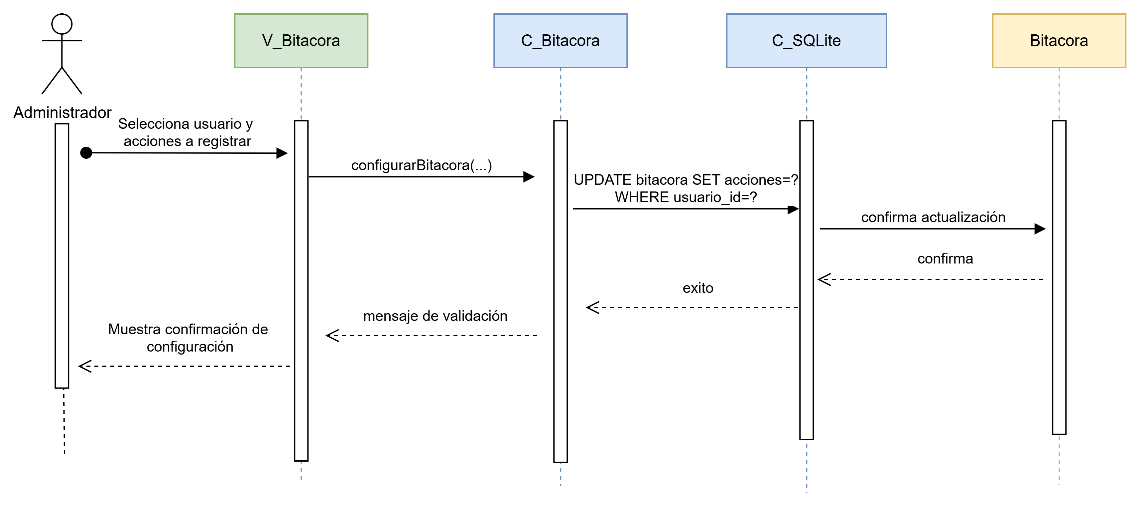 V_Bitacora
C_Bitacora
C_SQLite
Bitacora
Administrador
Selecciona usuario y
acciones a registrar
configurarBitacora(...)
UPDATE bitacora SET acciones=?
WHERE usuario_id=?
confirma actualización
confirma
exito
mensaje de validación
Muestra confirmación de
configuración